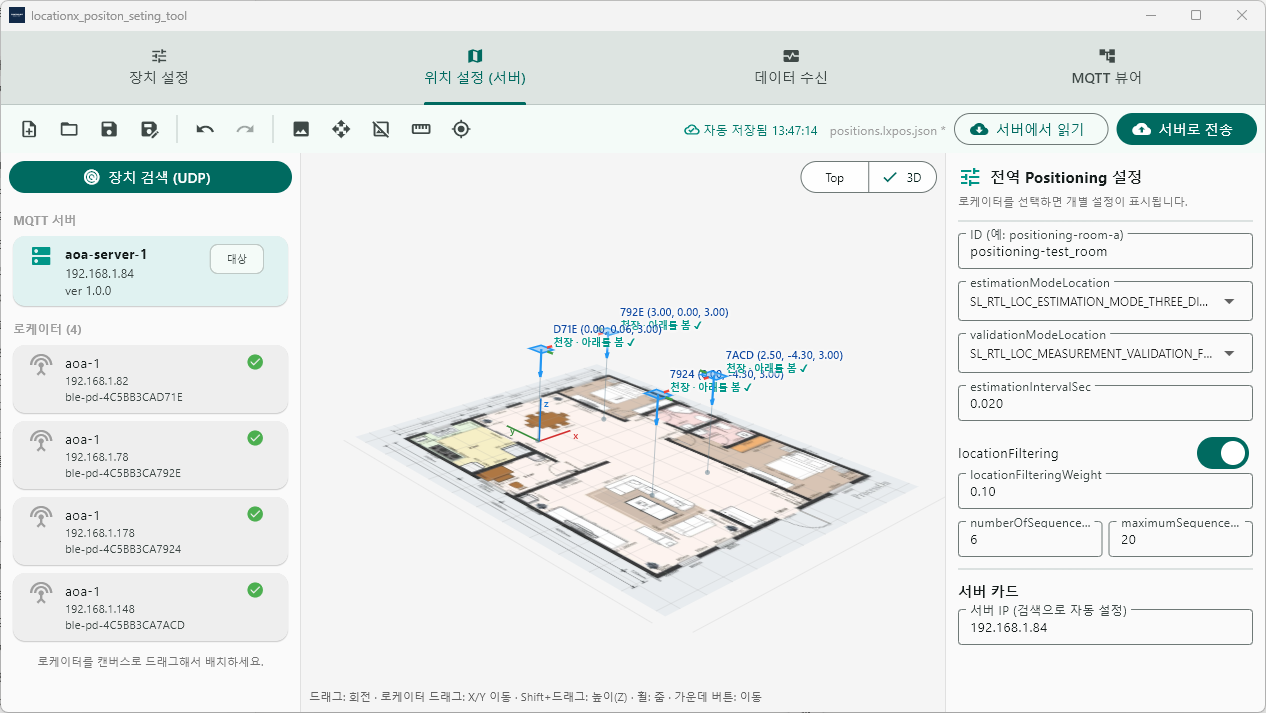 locationx_positon_seting_tool
장치 설정
위치 설정 (서버)
데이터 수신
MQTT 뷰어
자동 저장됨 13:47:14
positions.lxpos.json *
서버에서 읽기
서버로 전송
장치 검색 (UDP)
MQTT 서버
aoa-server-1
192.168.1.84
ver 1.0.0
대상
로케이터 (4)
aoa-1
192.168.1.82
ble-pd-4C5BB3CAD71E
aoa-1
192.168.1.78
ble-pd-4C5BB3CA792E
aoa-1
192.168.1.178
ble-pd-4C5BB3CA7924
aoa-1
192.168.1.148
ble-pd-4C5BB3CA7ACD
로케이터를 캔버스로 드래그해서 배치하세요.
Top
3D
792E (3.00, 0.00, 3.00)
천장 · 아래를 봄 ✓
D71E (0.00, 0.06, 3.00)
천장 · 아래를 봄 ✓
7ACD (2.50, -4.30, 3.00)
천장 · 아래를 봄 ✓
7924 (0.00, -4.30, 3.00)
천장 · 아래를 봄 ✓
z
y
x
드래그: 회전 · 로케이터 드래그: X/Y 이동 · Shift+드래그: 높이(Z) · 휠: 줌 · 가운데 버튼: 이동
전역 Positioning 설정
로케이터를 선택하면 개별 설정이 표시됩니다.
ID (예: positioning-room-a)
positioning-test_room
estimationModeLocation
SL_RTL_LOC_ESTIMATION_MODE_THREE_DI...
validationModeLocation
SL_RTL_LOC_MEASUREMENT_VALIDATION_F...
estimationIntervalSec
0.020
locationFiltering
locationFilteringWeight
0.10
numberOfSequence...
6
maximumSequence...
20
서버 카드
서버 IP (검색으로 자동 설정)
192.168.1.84